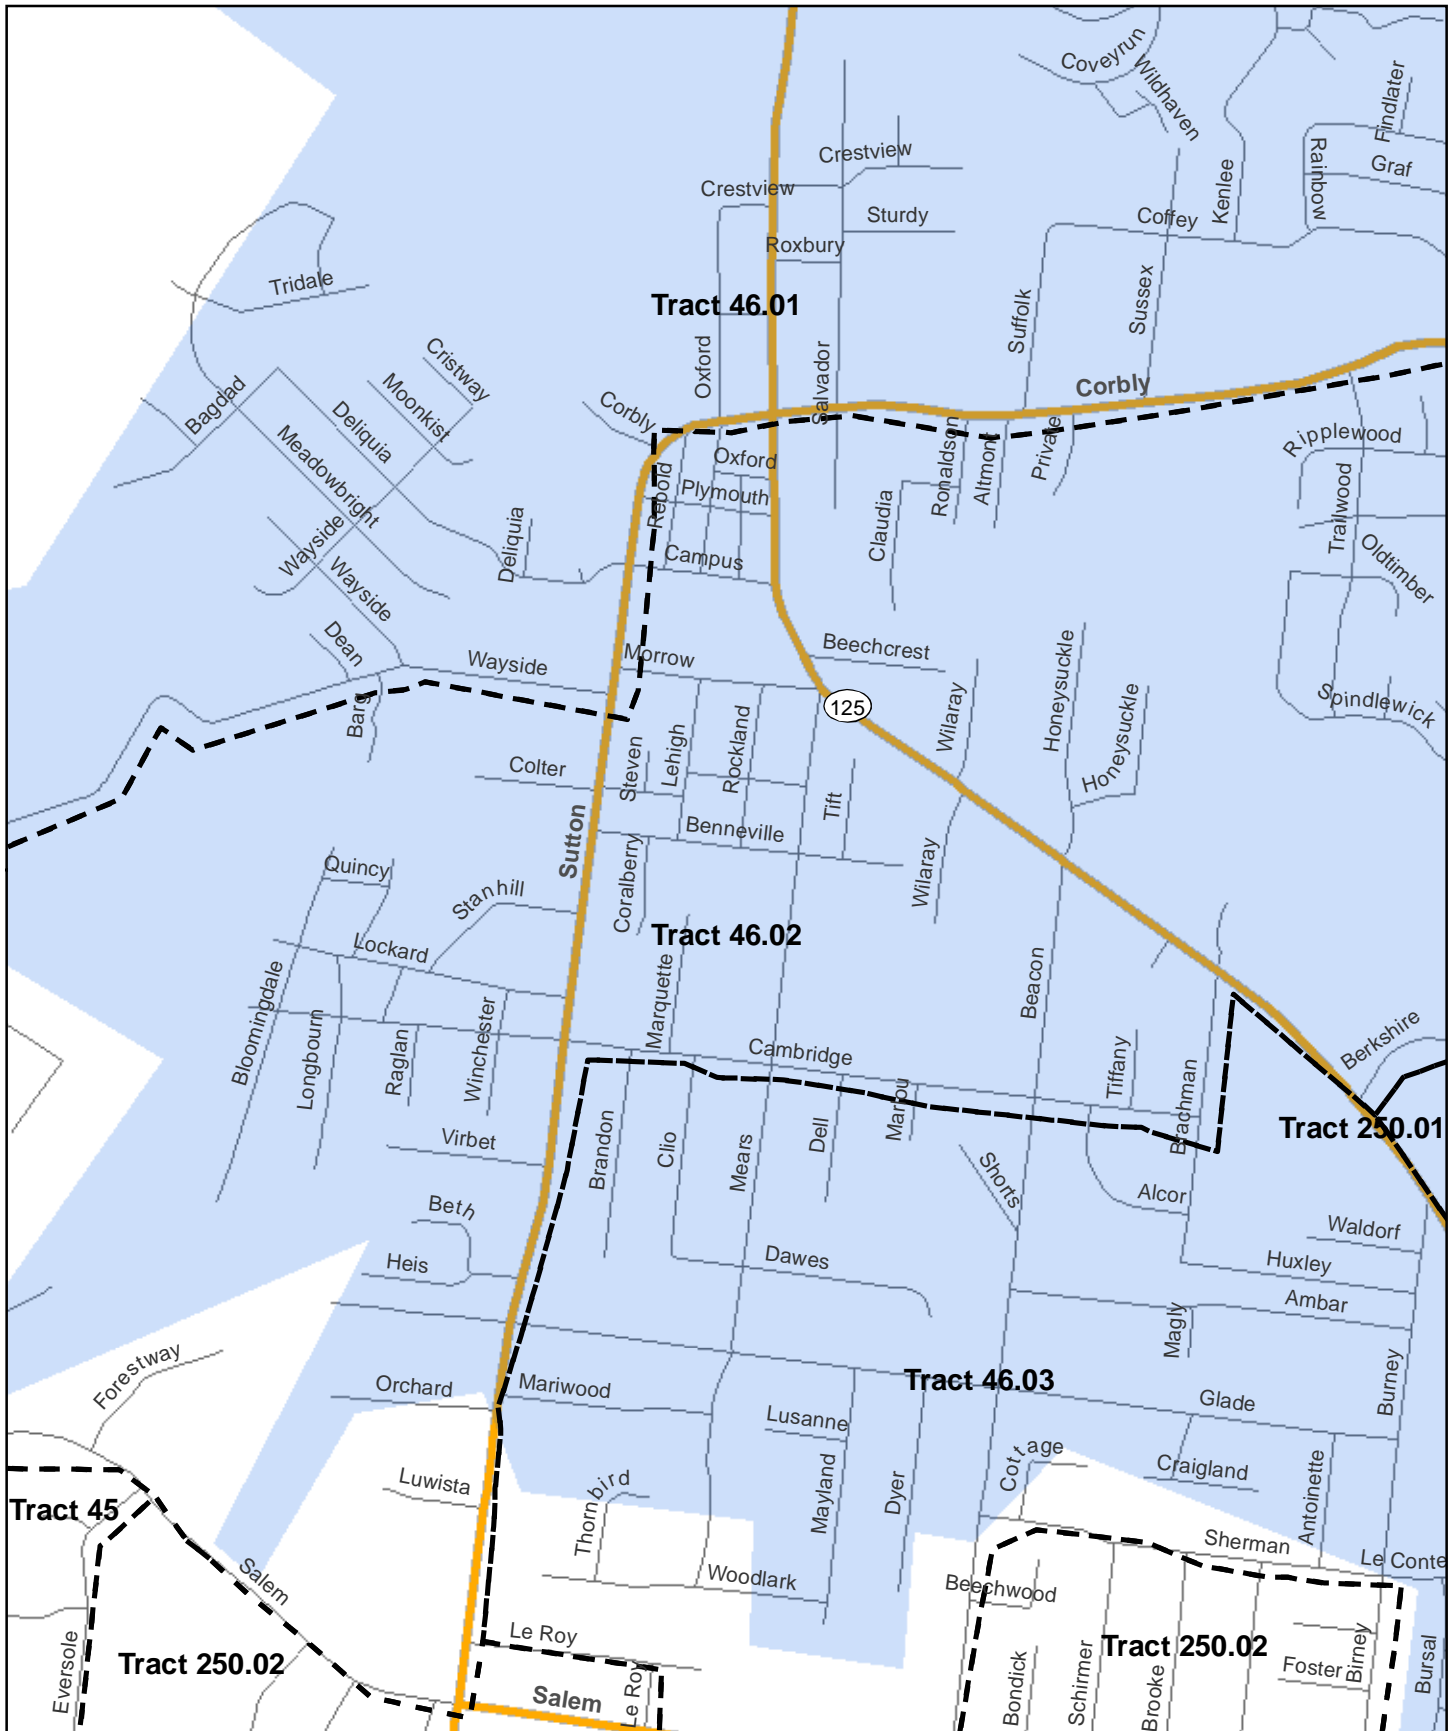 Coveyrun
Wildhaven
Findlater
Crestview
Rainbow
Graf
Crestview
Kenlee
Sturdy
Coffey
Roxbury
Tridale
Tract 46.01
Suffolk
Sussex
Oxford
Salvador
Cristway
Moonkist
Corbly
Bagdad
Deliquia
Corbly
Meadowbright
Oxford
Ronaldson
Altmont
Private
Ripplewood
Rebold
Plymouth
Claudia
Trailwood
Wayside
Deliquia
Campus
Oldtimber
Wayside
Dean
Wayside
Morrow
Beechcrest
Honeysuckle
Barg
125
Wilaray
Honeysuckle
Spindlewick
Colter
Steven
Lehigh
Rockland
Tift
Sutton
Benneville
Quincy
Stanhill
Coralberry
Wilaray
Lockard
Tract 46.02
Beacon
Bloomingdale
Longbourn
Raglan
Winchester
Marquette
Cambridge
Tiffany
Berkshire
Marlou
Brachman
Tract 250.01
Virbet
Brandon
Clio
Mears
Dell
Shorts
Alcor
Beth
Waldorf
Heis
Dawes
Huxley
Ambar
Magly
Forestway
Orchard
Mariwood
Tract 46.03
Glade
Burney
Lusanne
Cottage
Craigland
Luwista
Thornbird
Mayland
Dyer
Antoinette
Tract 45
Sherman
Le Conte
Salem
Woodlark
Beechwood
Le Roy
Tract 250.02
Tract 250.02
Eversole
Salem
Le Roy
Bondick
Schirmer
Brooke
Foster
Birney
Bursal